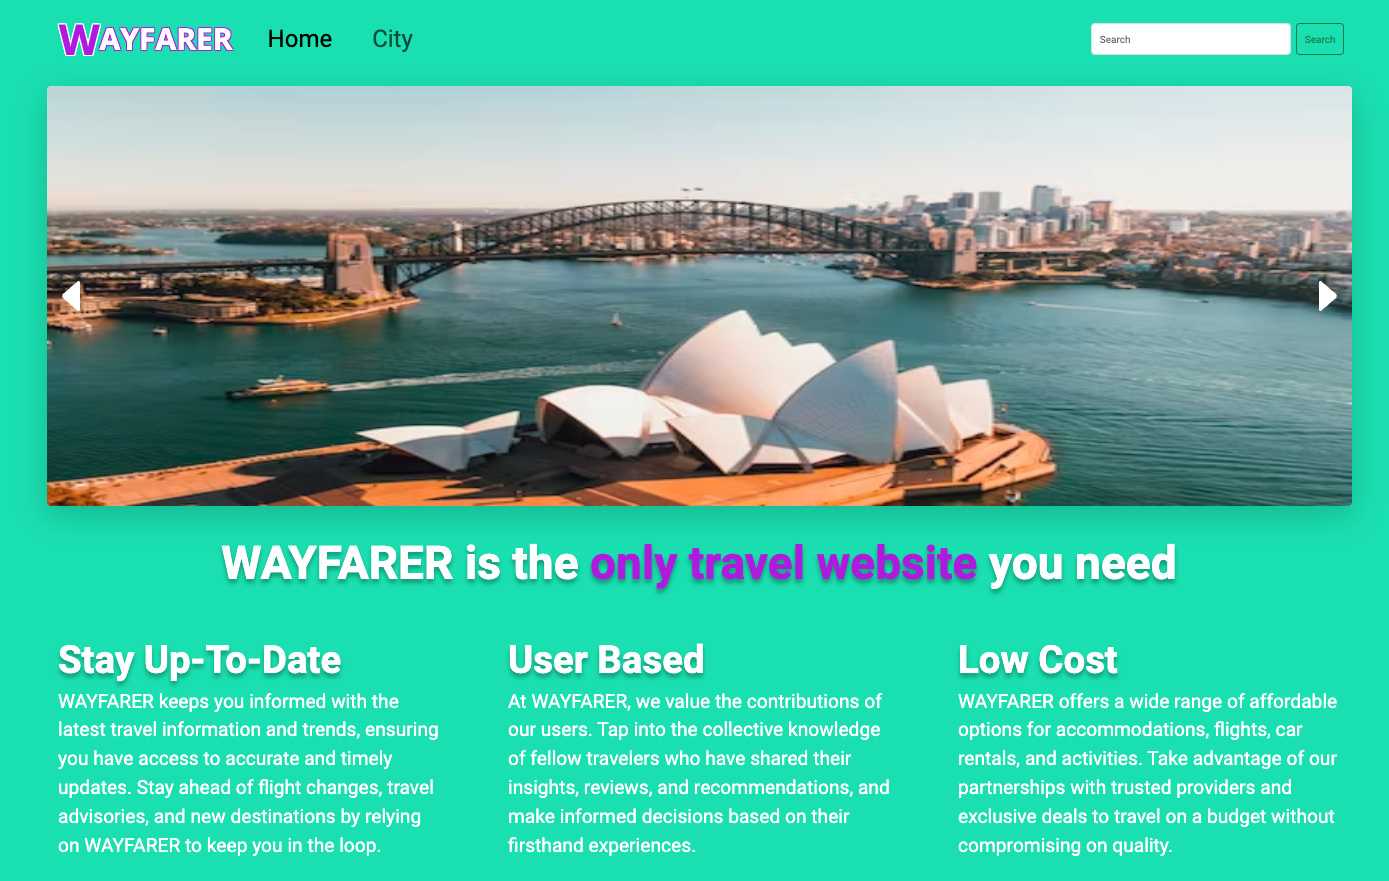 WAYFARER Home City Search Search
WAYFARER is the only travel website you need
Stay Up-To-Date
WAYFARER keeps you informed with the
latest travel information and trends, ensuring
you have access to accurate and timely
updates. Stay ahead of flight changes, travel
advisories, and new destinations by relying
on WAYFARER to keep you in the loop.
User Based
At WAYFARER, we value the contributions of
our users. Tap into the collective knowledge
of fellow travelers who have shared their
insights, reviews, and recommendations, and
make informed decisions based on their
firsthand experiences.
Low Cost
WAYFARER offers a wide range of affordable
options for accommodations, flights, car
rentals, and activities. Take advantage of our
partnerships with trusted providers and
exclusive deals to travel on a budget without
compromising on quality.